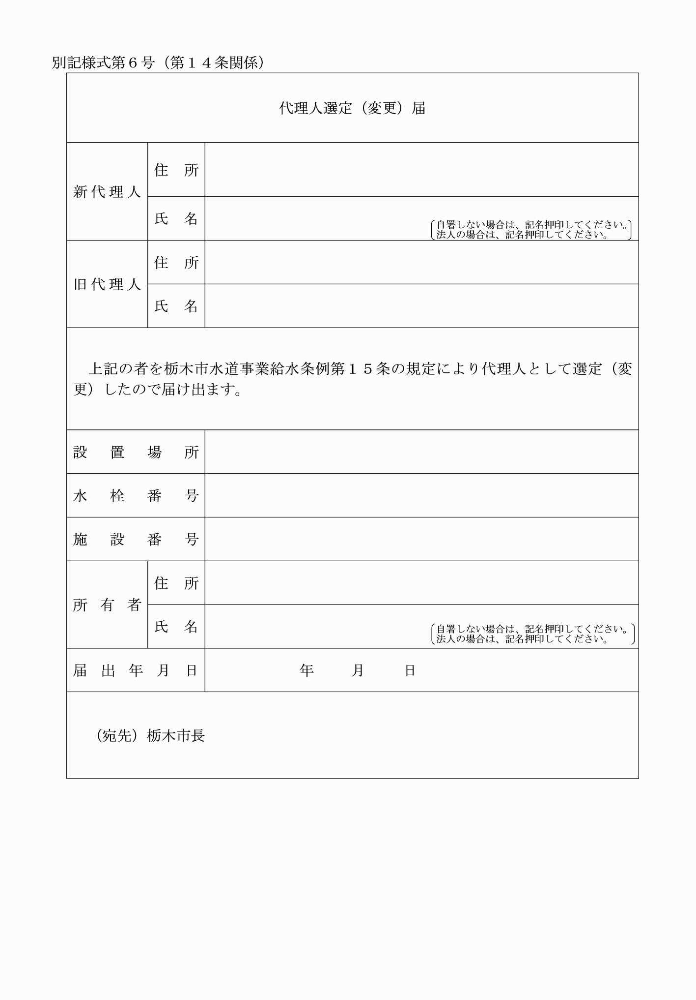 別記様式第６号（第１４条関係）
代理人選定（変更）届
新代理人
住　所
氏　名
自署しない場合は、記名押印してください。
法人の場合は、記名押印してください。
旧代理人
住　所
氏　名
上記の者を栃木市水道事業給水条例第１５条の規定により代理人として選定（変
更）したので届け出ます。
設置場所
水栓番号
施設番号
所有者
住　所
氏　名
自署しない場合は、記名押印してください。
法人の場合は、記名押印してください。
届出年月日
年　　月　　日
（宛先）栃木市長